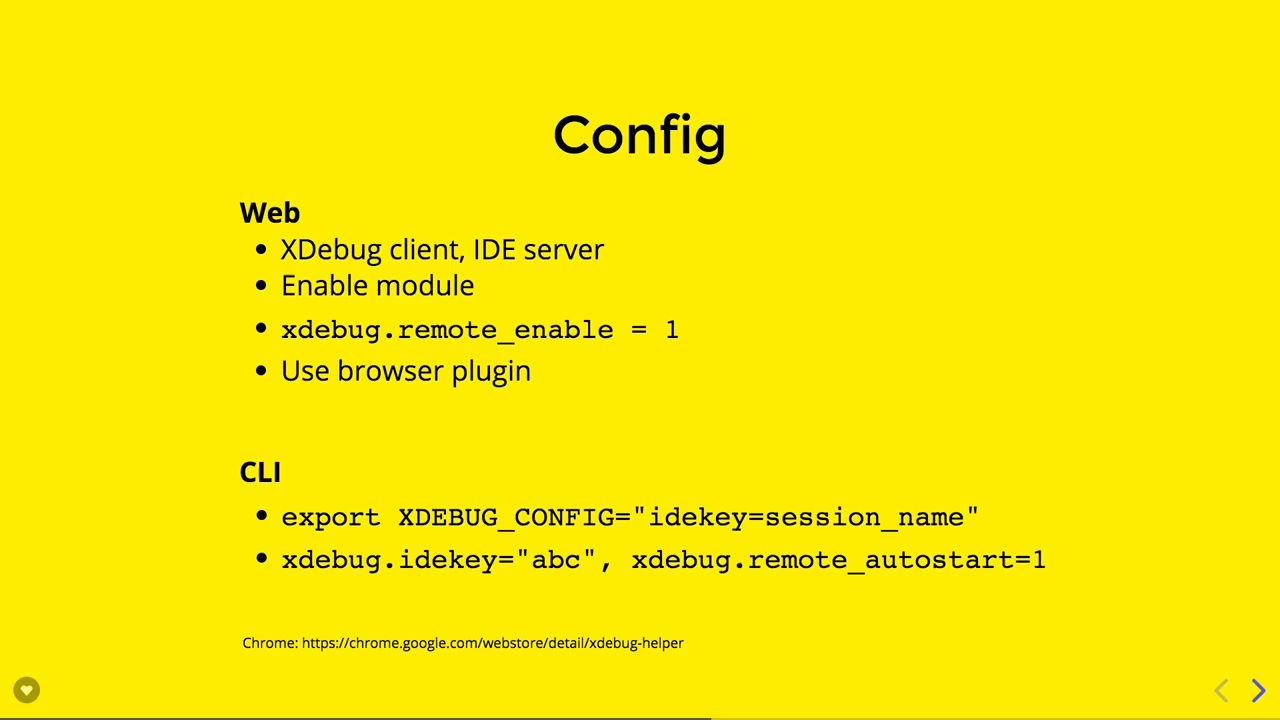 Config
Web
XDebug client, IDE server
Enable module
xdebug.remote_enable = 1
Use browser plugin
CLI
export XDEBUG_CONFIG="idekey=session_name"
xdebug.idekey="abc", xdebug.remote_autostart=1
Chrome: https://chrome.google.com/webstore/detail/xdebug-helper